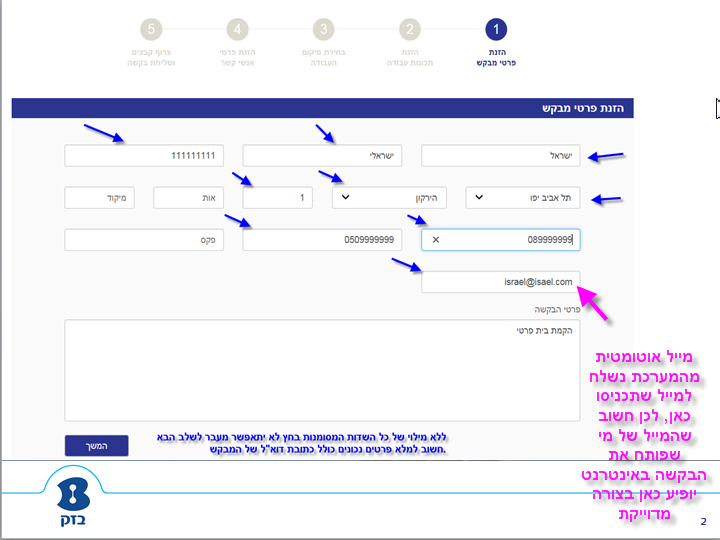 1
הזנת
פרטי מבקש
2
הזנת
תכונות עבודה
3
בחירת מיקום
העבודה
4
הזנת פרטי
אנשי קשר
5
צרוף קבצים
ושליחת בקשה
הזנת פרטי מבקש
ישראל
ישראלי
111111111
תל אביב יפו
הירקון
1
אות
מיקוד
089999999
0509999999
פקס
israel@isael.com
פרטי הבקשה
הקמת בית פרטי
מייל אוטומטית
מהמערכת נשלח
למייל שתכניסו
כאן, לכן חשוב
שהמייל של מי
שפותח את
הבקשה באינטרנט
יופיע כאן בצורה
מדוייקת
ללא מילוי של כל השדות המסומנות בחץ לא יתאפשר מעבר לשלב הבא
חשוב למלא פרטים נכונים כולל כתובת דוא"ל של המבקש.
המשך
בזק
2